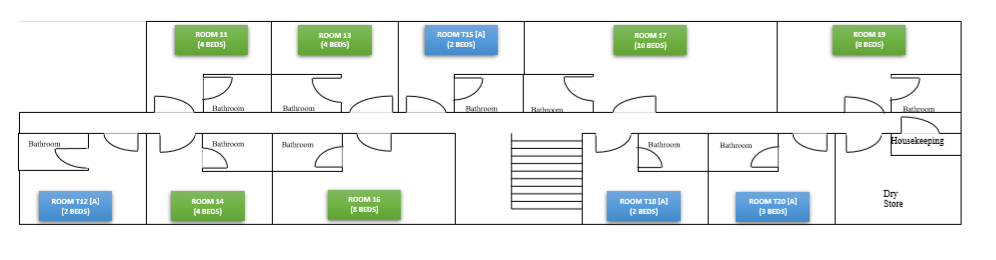 ROOM 11
(4 BEDS)
ROOM 13
(4 BEDS)
ROOM T15 [A]
(2 BEDS)
ROOM 17
(10 BEDS)
ROOM 19
(8 BEDS)
Bathroom
Bathroom
Bathroom
Bathroom
Bathroom
Bathroom
Bathroom
Bathroom
Bathroom
Bathroom
Housekeeping
ROOM T12 [A]
(2 BEDS)
ROOM 14
(4 BEDS)
ROOM 16
(8 BEDS)
ROOM T18 [A]
(2 BEDS)
ROOM T20 [A]
(3 BEDS)
Dry
Store